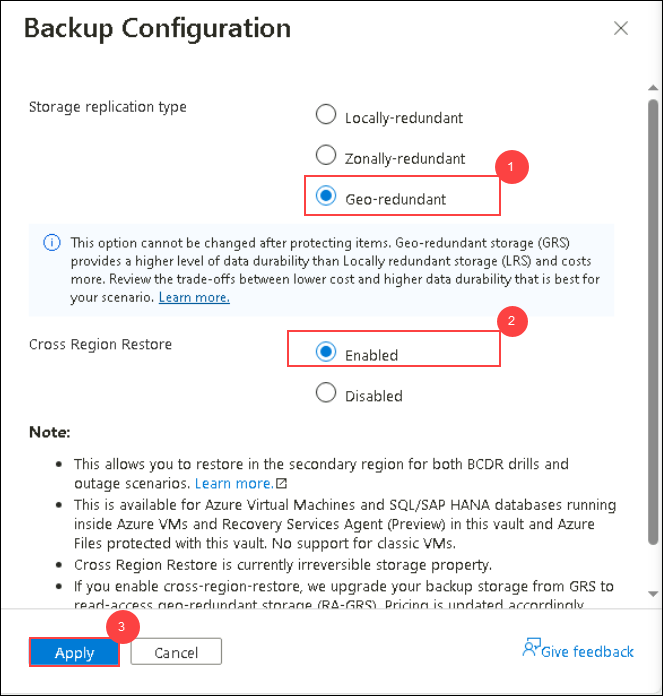 Backup Configuration
Storage replication type
Locally-redundant
Zonally-redundant
1
Geo-redundant
This option cannot be changed after protecting items. Geo-redundant storage (GRS)
provides a higher level of data durability than Locally redundant storage (LRS) and costs
more. Review the trade-offs between lower cost and higher data durability that is best for
your scenario. Learn more.
2
Cross Region Restore
Enabled
Disabled
Note:
• This allows you to restore in the secondary region for both BCDR drills and
outage scenarios. Learn more.
• This is available for Azure Virtual Machines and SQL/SAP HANA databases running
inside Azure VMs and Recovery Services Agent (Preview) in this vault and Azure
Files protected with this vault. No support for classic VMs.
• Cross Region Restore is currently irreversible storage property.
• If you enable cross-region-restore, we upgrade your backup storage from GRS to
read-access geo-redundant storage (RA-GRS). Pricing is updated accordingly
3
Apply
Cancel
Give feedback